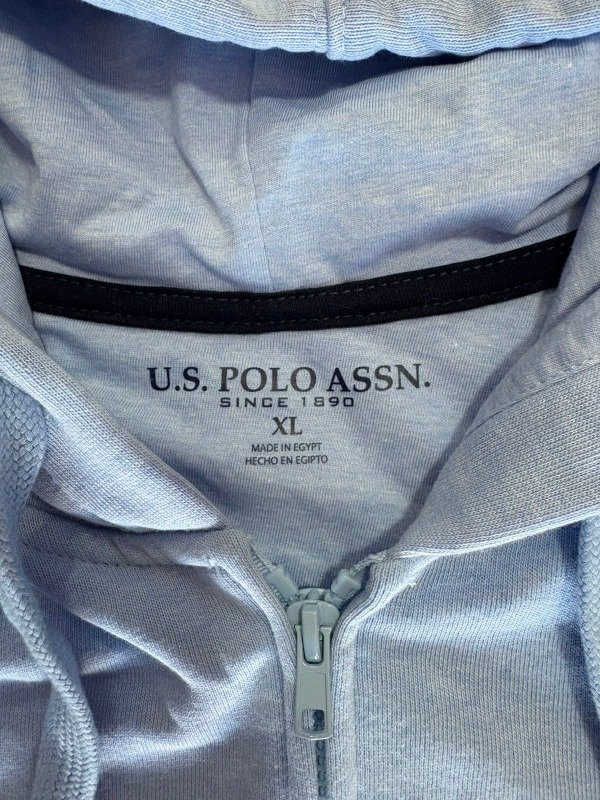 U.S. POLO ASSN.
SINCE 1890
XL
MADE IN EGYPT
HECHO EN EGIPTO